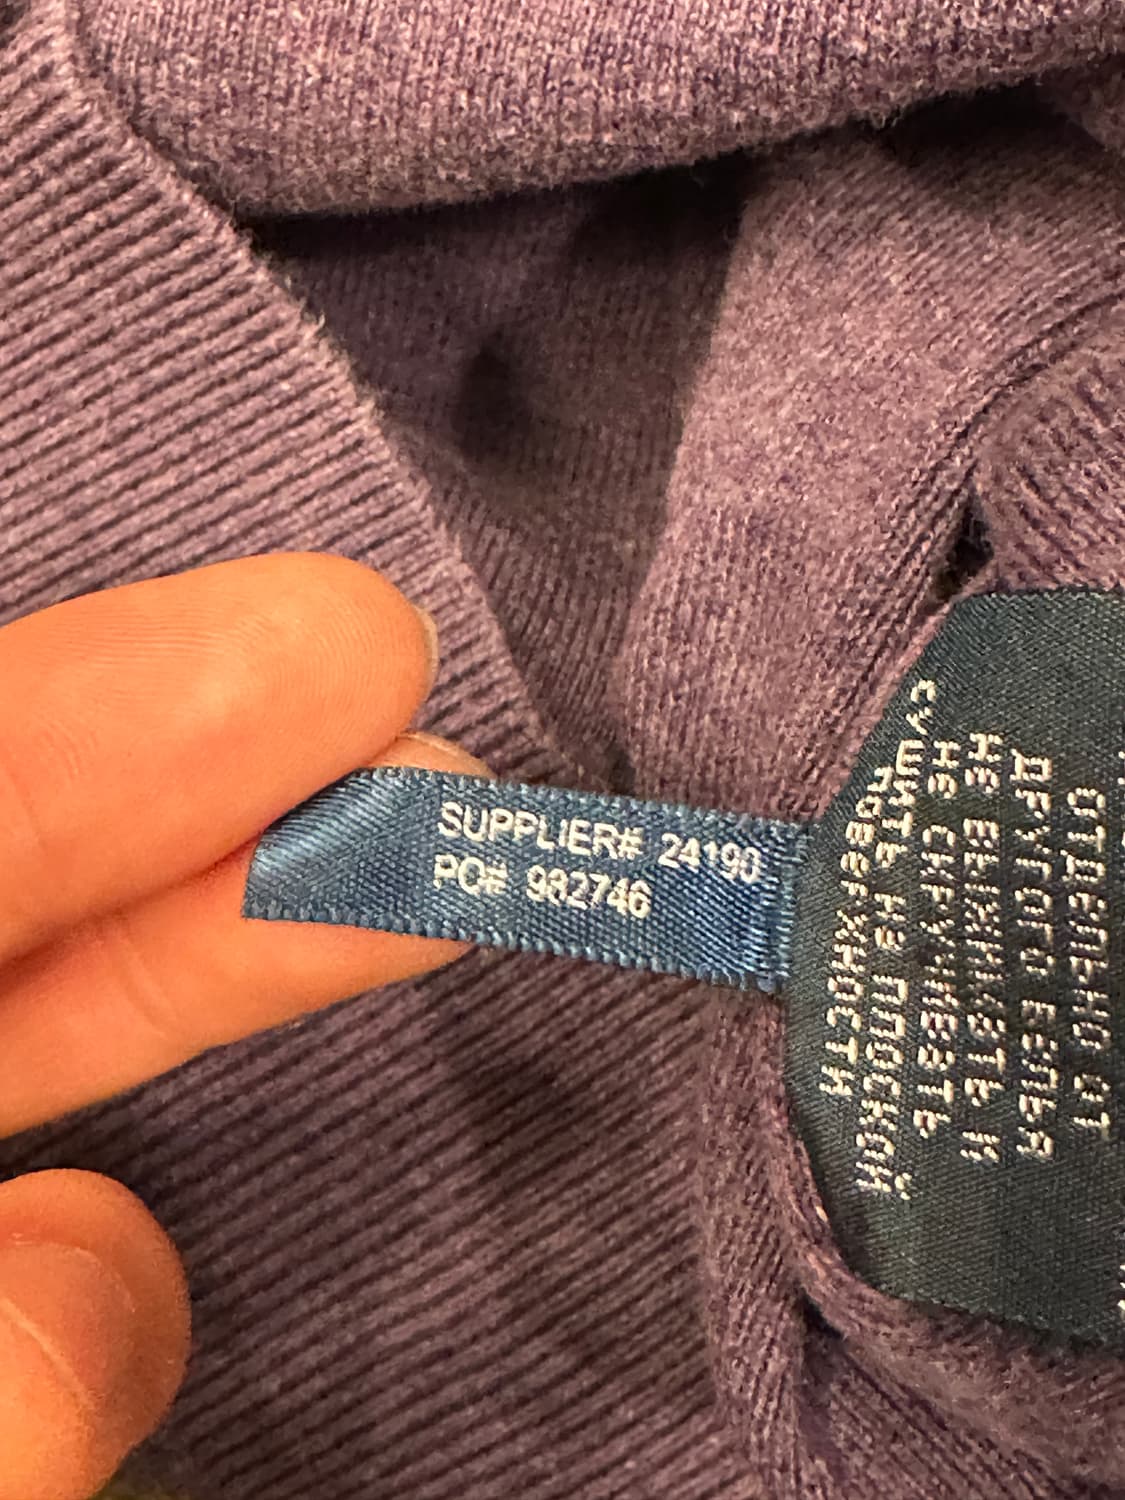 SUPPLIER# 24190
PO# 982746
ОТДЕЛЬНО ОТ
ДРУГОГО БЕЛЬЯ
НЕ ВЫЖИМАТЬ И
НЕ СКРУЧИВАТЬ
СУШИТЬ НА ПЛОСКОЙ
ПОВЕРХНОСТИ